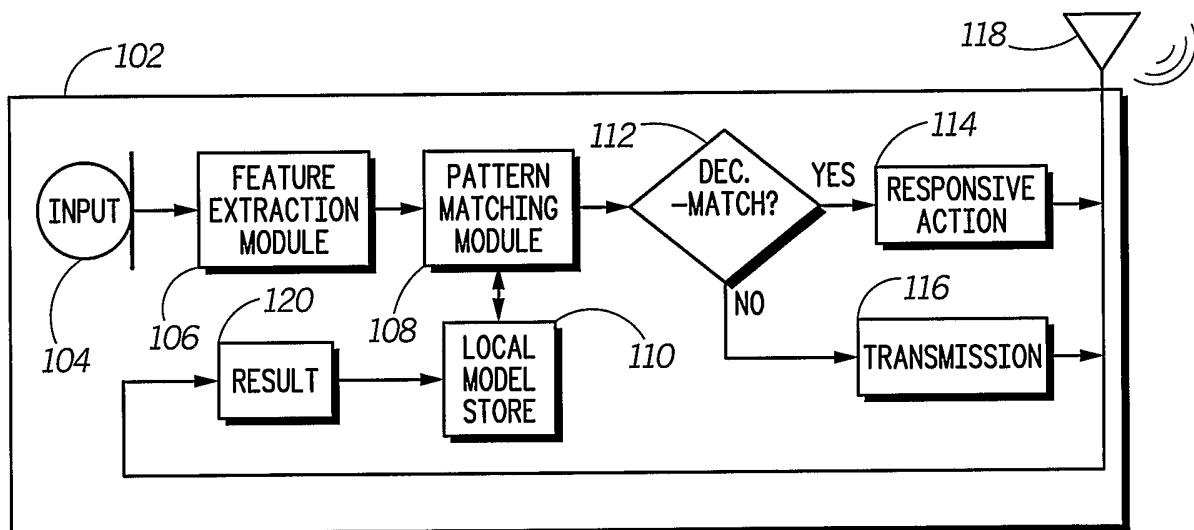 118
102
112
114
INPUT
FEATURE
EXTRACTION
MODULE
PATTERN
MATCHING
MODULE
DEC.
-MATCH?
YES
RESPONSIVE
ACTION
104
106
120
108
110
NO
116
RESULT
LOCAL
MODEL
STORE
TRANSMISSION